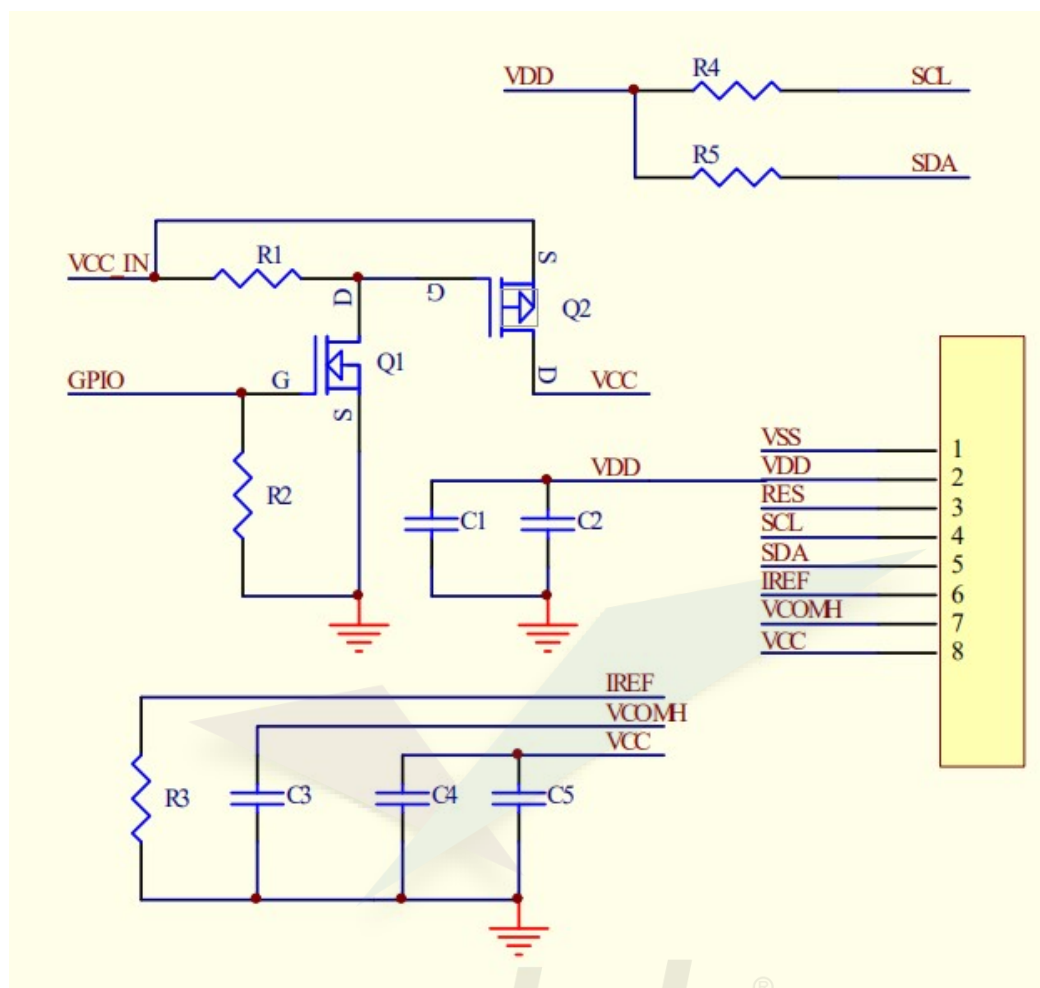 VDD R4 SCL
R5 SDA
VCC_IN R1 D G S Q2
GPIO G Q1 S D VCC
R2
VDD
C1 C2
VSS 1
VDD 2
RES 3
SCL 4
SDA 5
IREF 6
VCOMH 7
VCC 8
IREF
VCOMH
VCC
R3 C3 C4 C5
®